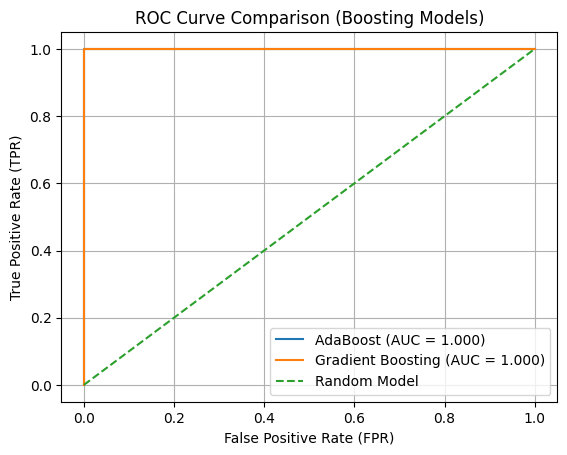 ROC Curve Comparison (Boosting Models)
True Positive Rate (TPR)
1.0
0.8
0.6
0.4
0.2
0.0
AdaBoost (AUC = 1.000)
Gradient Boosting (AUC = 1.000)
Random Model
0.0 0.2 0.4 0.6 0.8 1.0
False Positive Rate (FPR)